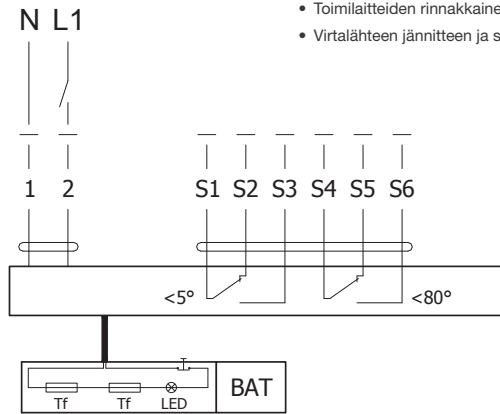 • Toimilaitteiden rinnakkaine
• Virtalähteen jännitteen ja s
N L1
1 2 S1 S2 S3 S4 S5 S6
<5° <80°
Tf Tf LED BAT